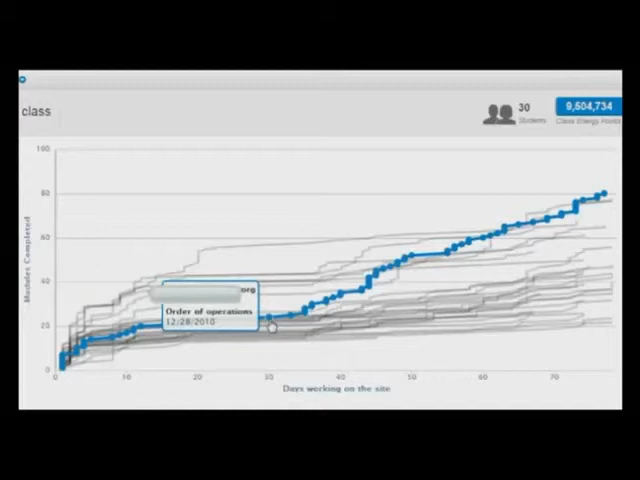 class
30
Students
9,504,734
Class Energy Points
100
80
60
40
20
0
Modules Completed
org
Order of operations
12/28/2010
0 10 20 30 40 50 60 70
Days working on the site